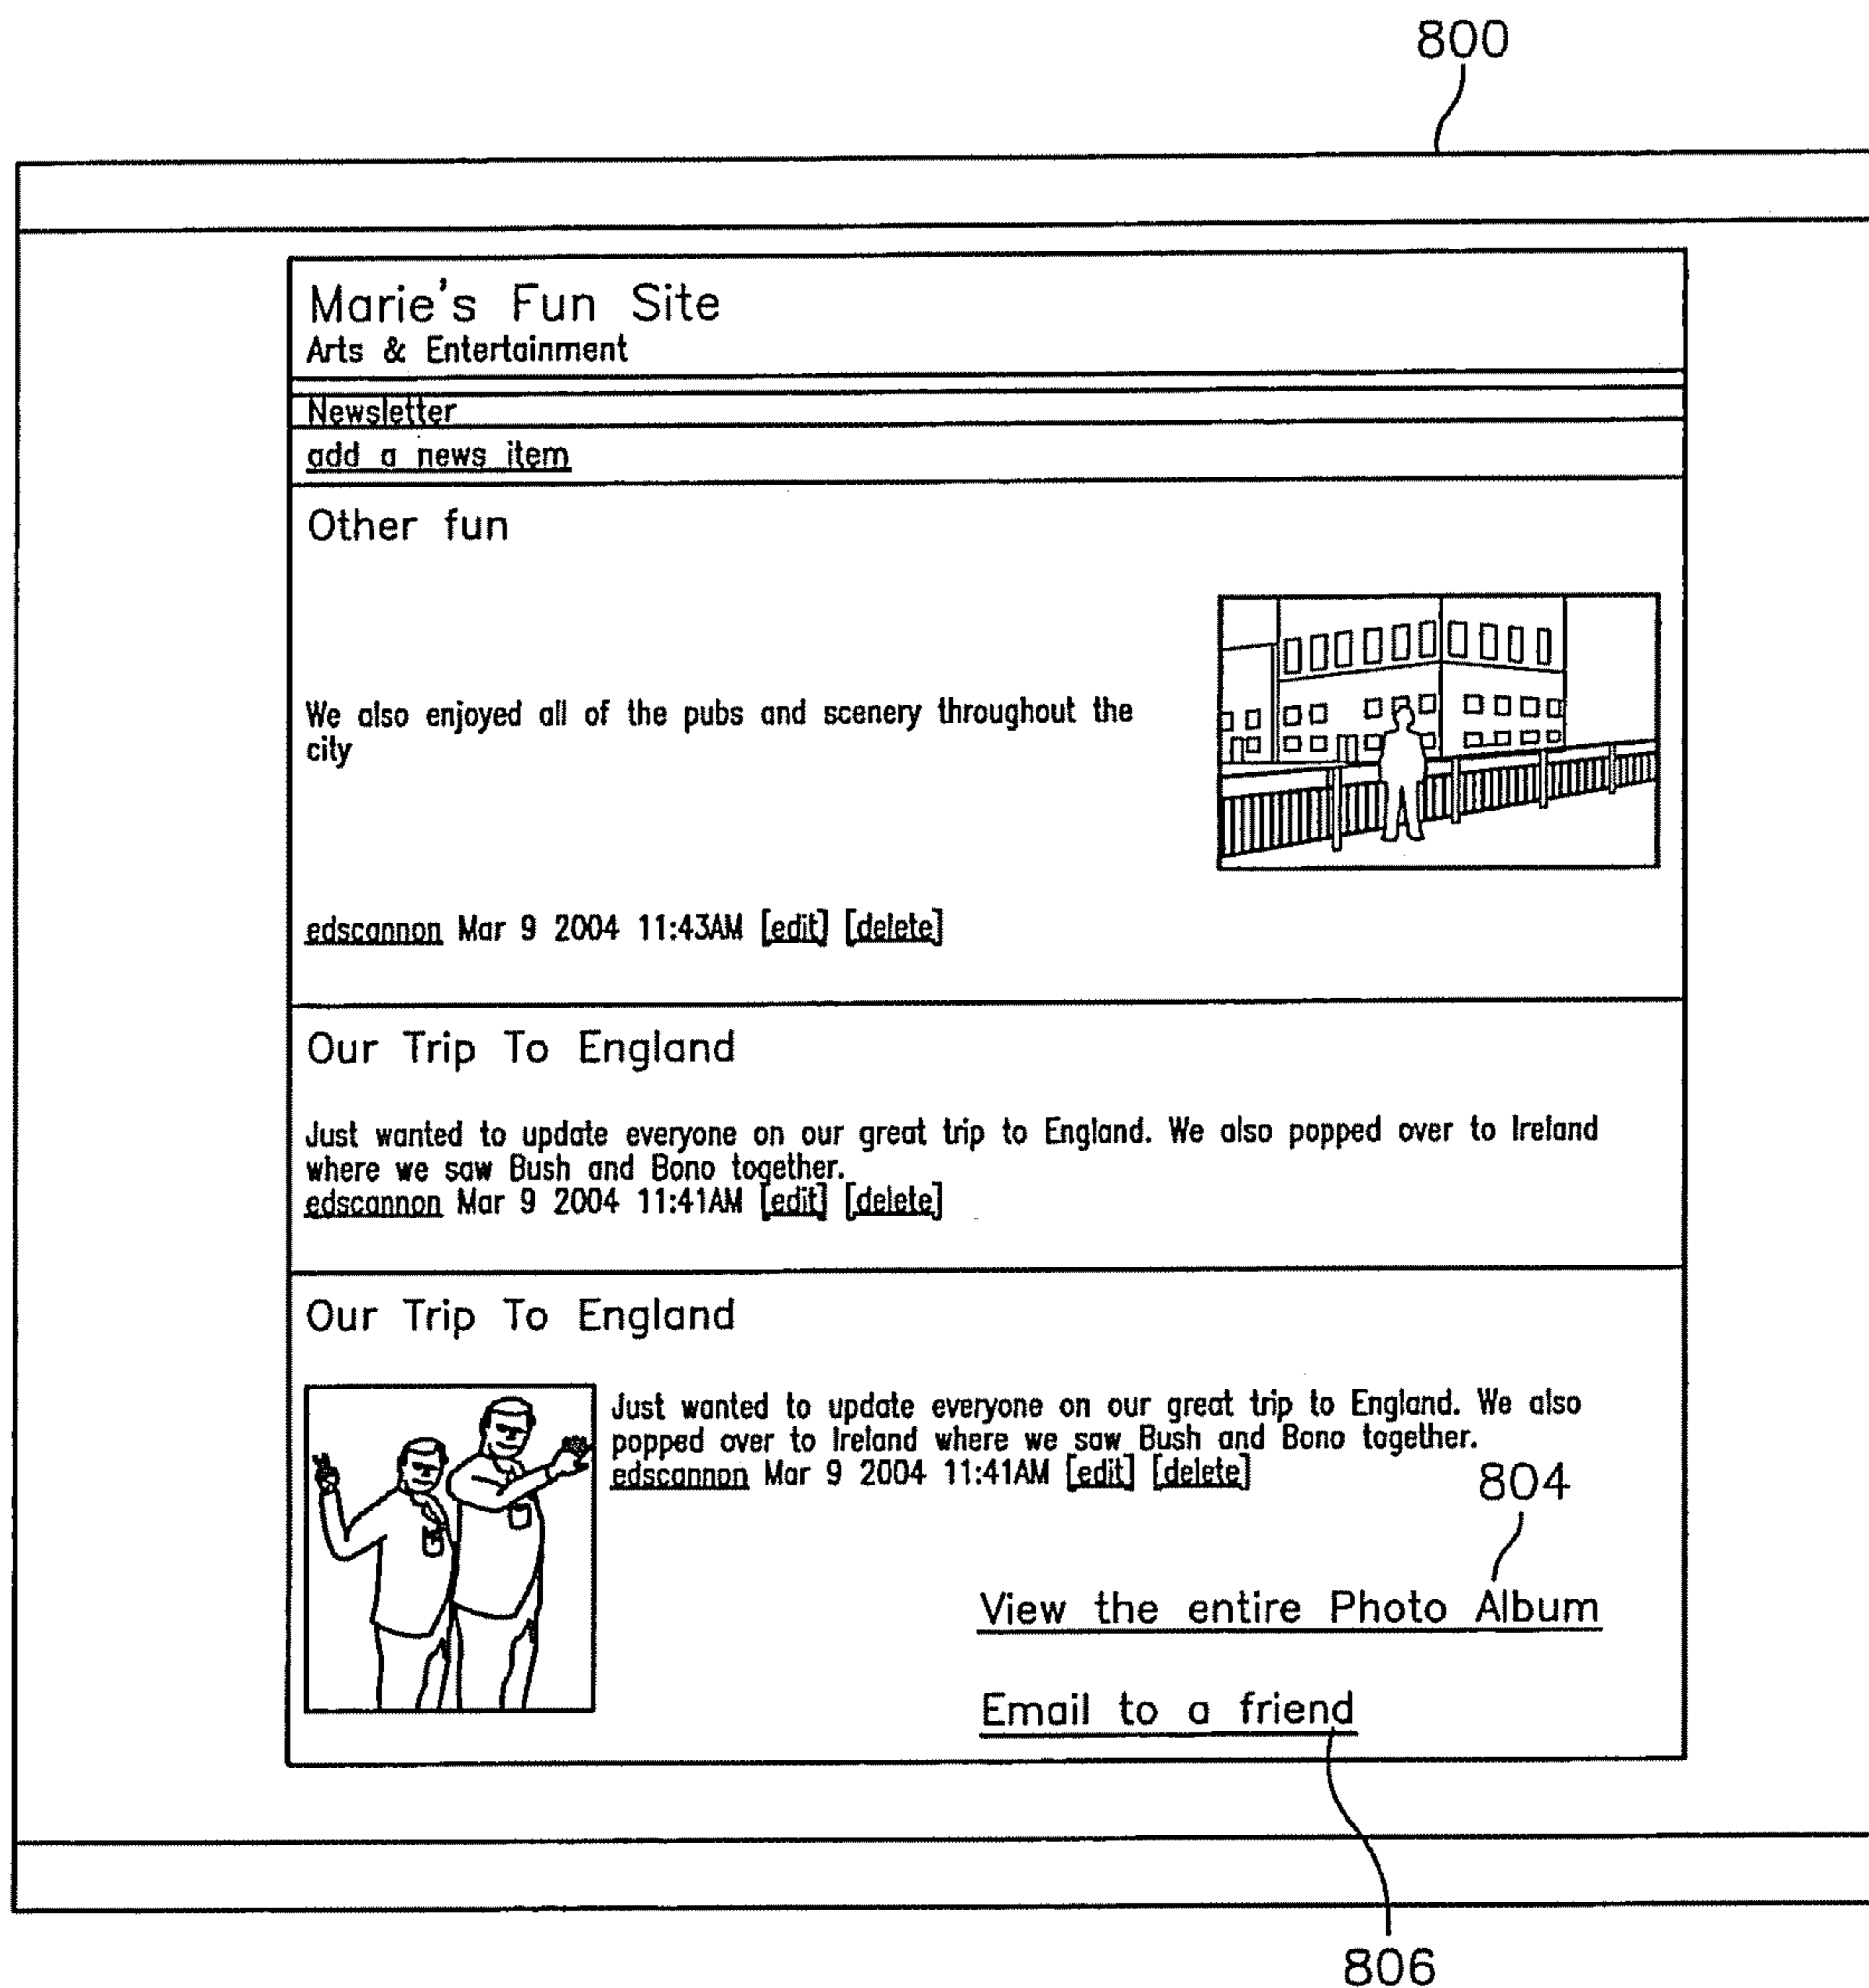 800
Marie's Fun Site
Arts & Entertainment
Newsletter
add a news item
Other fun
We also enjoyed all of the pubs and scenery throughout the
city
edscannon Mar 9 2004 11:43AM [edit] [delete]
Our Trip To England
Just wanted to update everyone on our great trip to England. We also popped over to Ireland
where we saw Bush and Bono together.
edscannon Mar 9 2004 11:41AM [edit] [delete]
Our Trip To England
Just wanted to update everyone on our great trip to England. We also
popped over to Ireland where we saw Bush and Bono together.
edscannon Mar 9 2004 11:41AM [edit] [delete]
804
View the entire Photo Album
Email to a friend
806